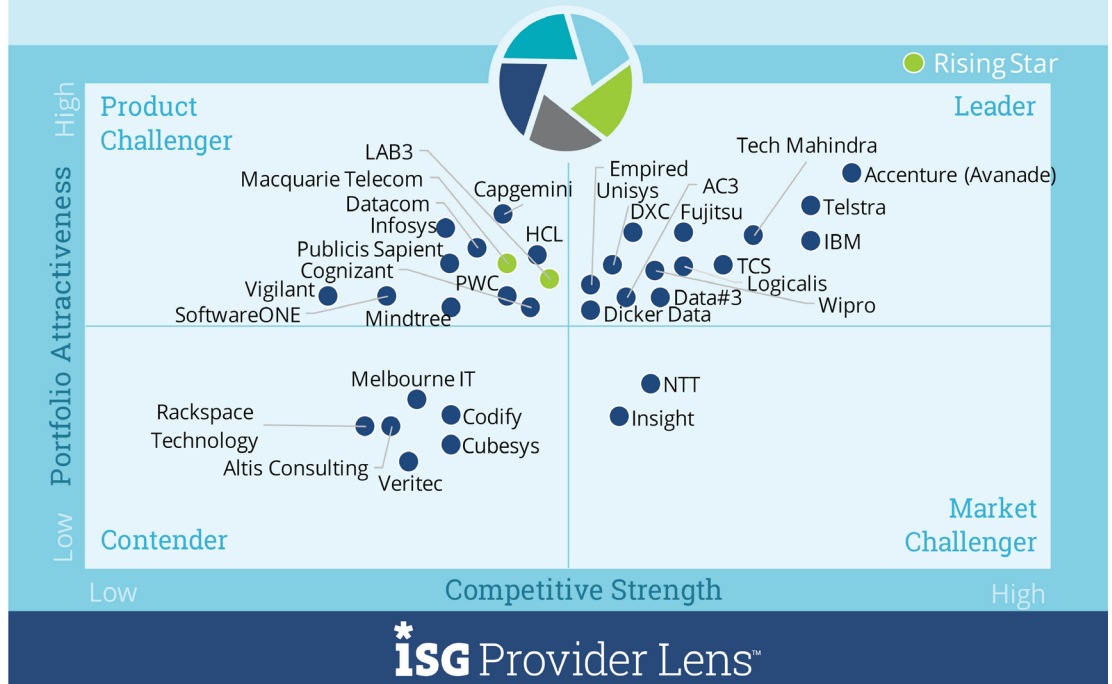 Rising Star
High
Product
Challenger
Leader
LAB3
Macquarie Telecom
Datacom
Infosys
Publicis Sapient
Cognizant
Vigilant
SoftwareONE
Mindtree
Capgemini
HCL
PWC
Empired
Unisys
DXC
AC3
Fujitsu
Tech Mahindra
Accenture (Avanade)
Telstra
IBM
TCS
Logicalis
Wipro
Data#3
Dicker Data
Portfolio Attractiveness
Melbourne IT
Rackspace
Technology
Codify
Cubesys
Altis Consulting
Veritec
NTT
Insight
Low
Contender
Market
Challenger
Low
Competitive Strength
High
*ISG Provider Lens™